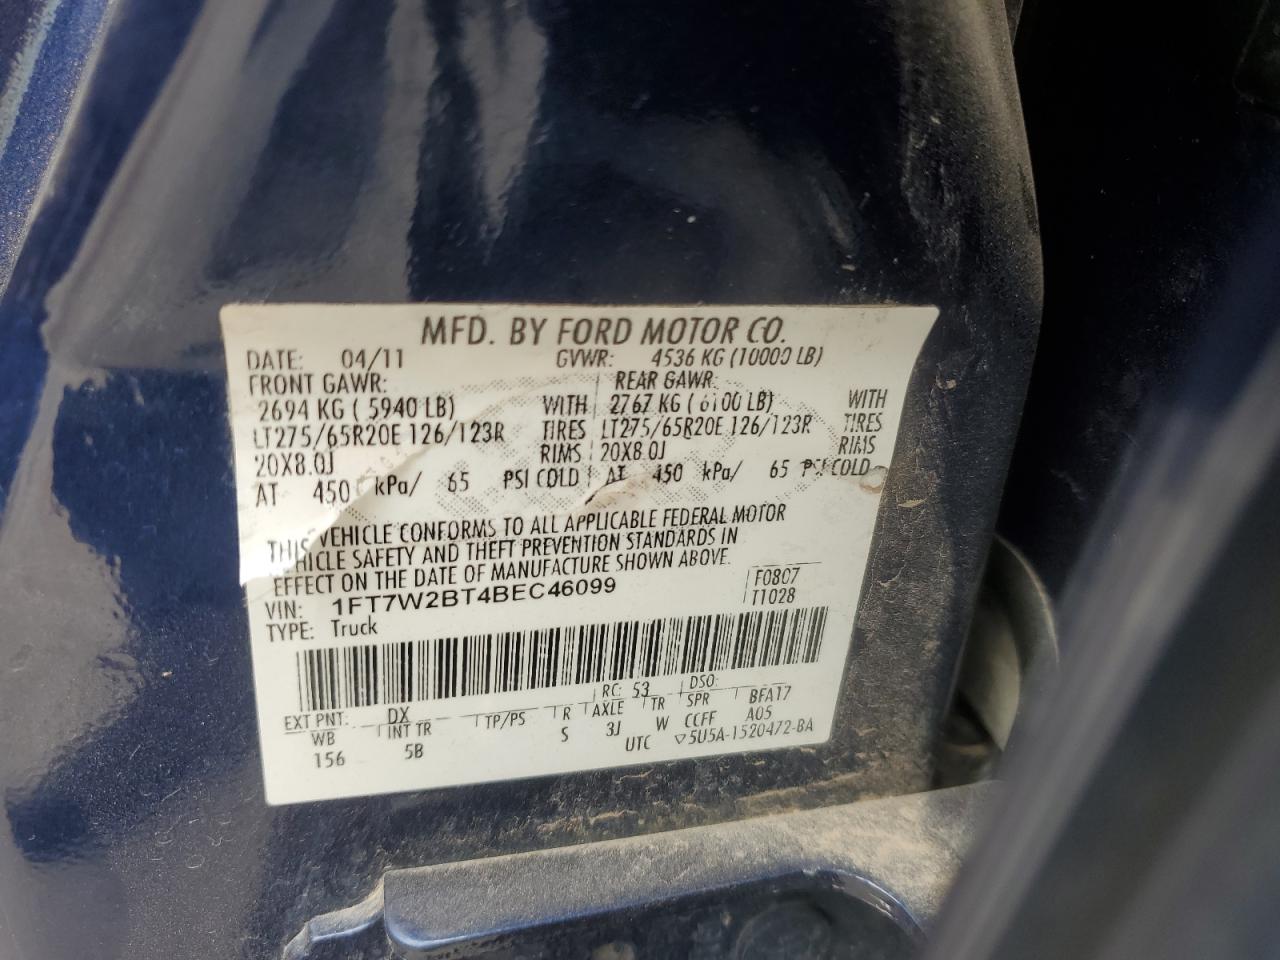 MFD. BY FORD MOTOR CO.
DATE: 04/11 GVWR: 4536 KG (10000 LB)
FRONT GAWR: REAR GAWR:
2694 KG ( 5940 LB) WITH 2767 KG ( 6100 LB) WITH
LT275/65R20E 126/123R TIRES LT275/65R20E 126/123R TIRES
20X8.0J RIMS 20X8.0J RIMS
AT 450 kPa/ 65 PSI COLD AT 450 kPa/ 65 PSI COLD
THIS VEHICLE CONFORMS TO ALL APPLICABLE FEDERAL MOTOR
VEHICLE SAFETY AND THEFT PREVENTION STANDARDS IN
EFFECT ON THE DATE OF MANUFACTURE SHOWN ABOVE.
VIN: 1FT7W2BT4BEC46099 F0807
TYPE: Truck T1028
EXT PNT: DX RC: 53 DSO:
WB INT TR TP/PS R AXLE TR SPR BFA17
156 5B S 3J W CCFF A05
UTC ▽5U5A-1520472-BA